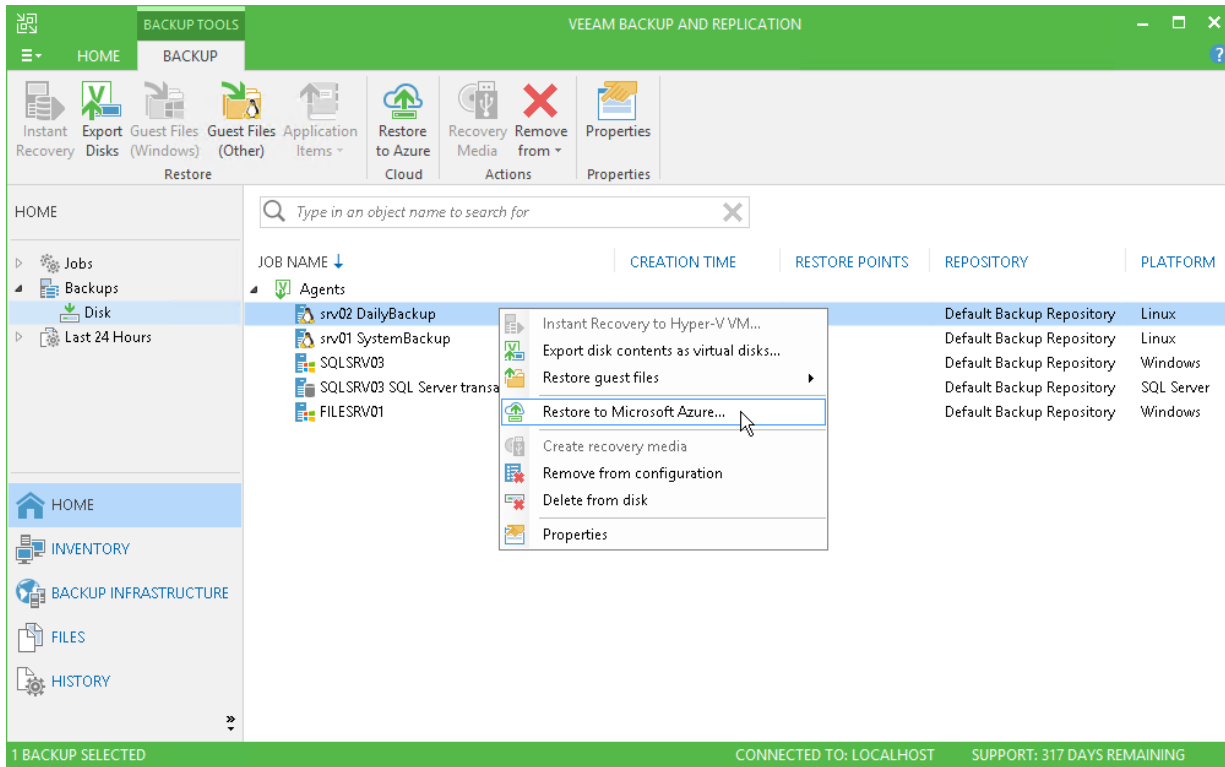 BACKUP TOOLS
VEEAM BACKUP AND REPLICATION
HOME
BACKUP
Instant Recovery
Export Disks
Guest Files (Windows)
Guest Files (Other)
Application Items
Restore to Azure
Recovery Media
Remove from
Properties
Restore
Cloud
Actions
Properties
HOME
Type in an object name to search for
Jobs
Backups
Disk
Last 24 Hours
JOB NAME CREATION TIME RESTORE POINTS REPOSITORY PLATFORM
Agents
srv02 DailyBackup Default Backup Repository Linux
srv01 SystemBackup Default Backup Repository Linux
SQLSRV03 Default Backup Repository Windows
SQLSRV03 SQL Server transa Default Backup Repository SQL Server
FILESRV01 Default Backup Repository Windows
Instant Recovery to Hyper-V VM...
Export disk contents as virtual disks...
Restore guest files
Restore to Microsoft Azure...
Create recovery media
Remove from configuration
Delete from disk
Properties
HOME
INVENTORY
BACKUP INFRASTRUCTURE
FILES
HISTORY
1 BACKUP SELECTED
CONNECTED TO: LOCALHOST
SUPPORT: 317 DAYS REMAINING